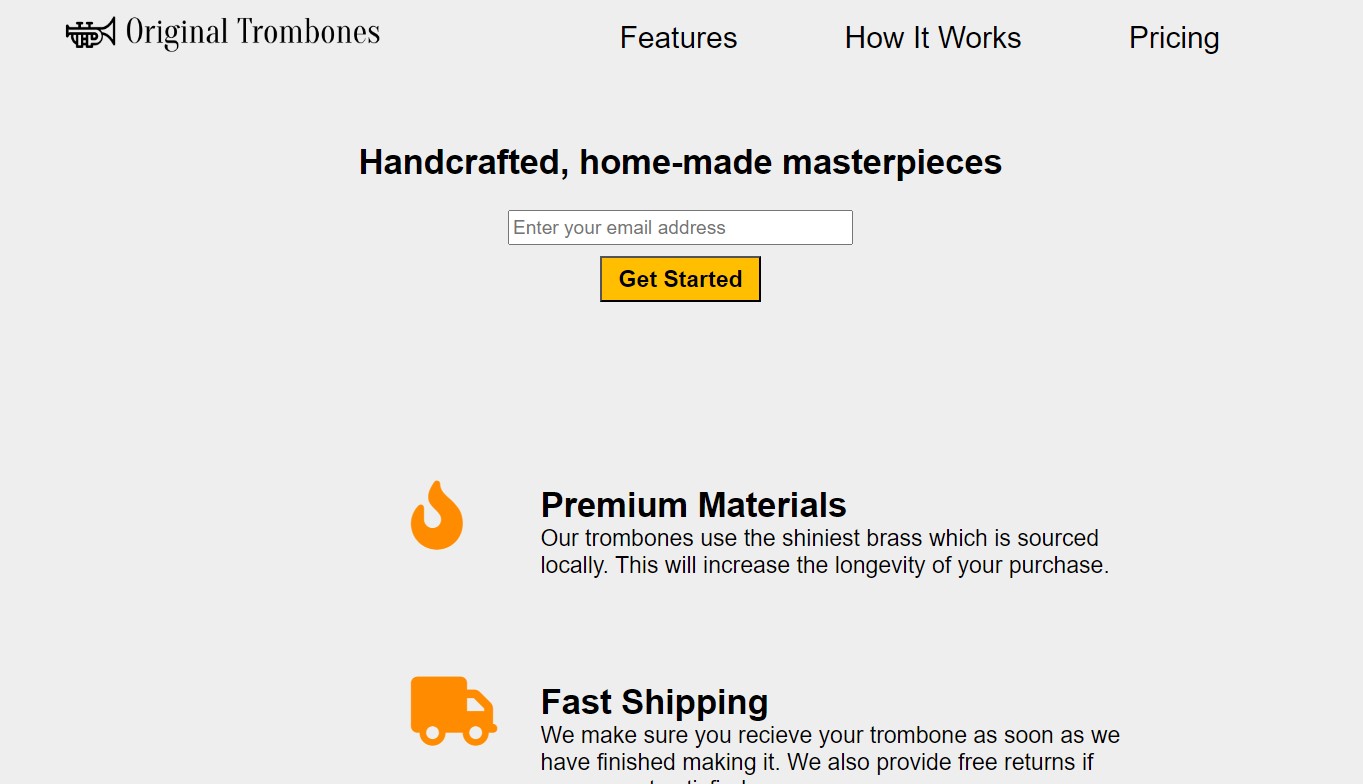 Original Trombones
Features
How It Works
Pricing
Handcrafted, home-made masterpieces
Enter your email address
Get Started
Premium Materials
Our trombones use the shiniest brass which is sourced
locally. This will increase the longevity of your purchase.
Fast Shipping
We make sure you recieve your trombone as soon as we
have finished making it. We also provide free returns if